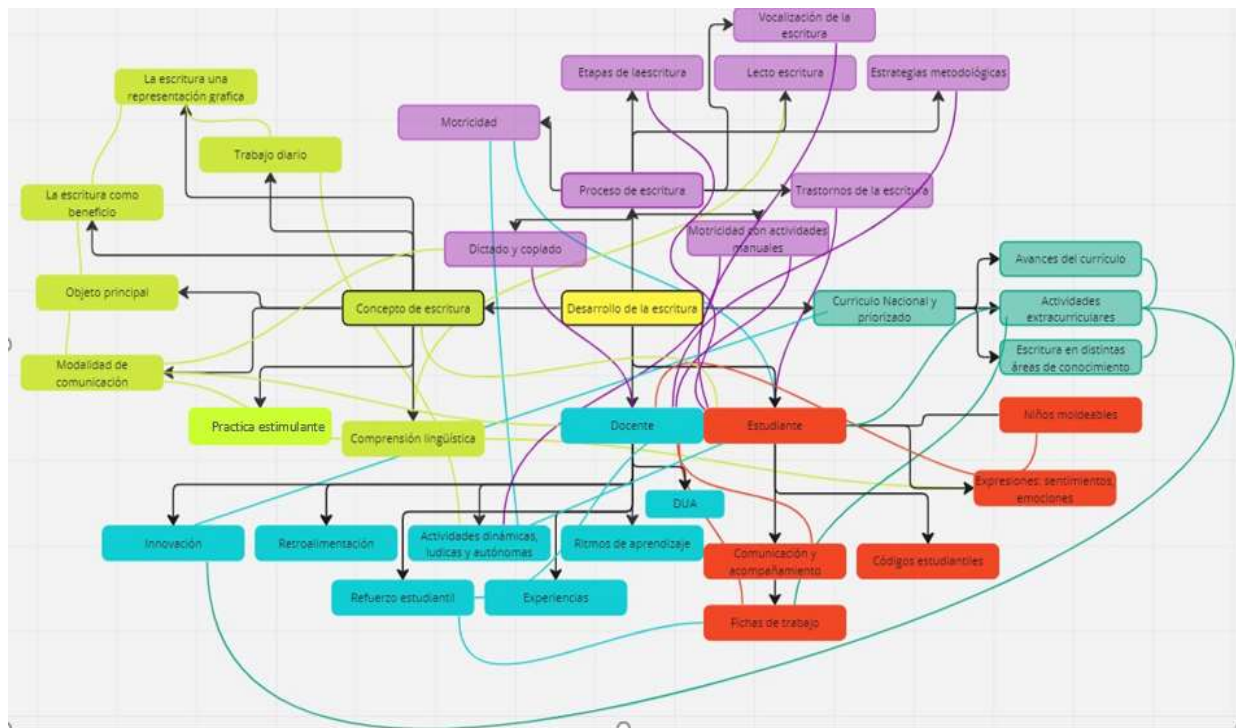 Vocalización de la
escritura
Etapas de laescritura
Lecto escritura
Estrategias metodológicas
La escritura una
representación grafica
Motricidad
Trabajo diario
Proceso de escritura
Trastornos de la escritura
La escritura como
beneficio
Dictado y copiado
Motricidad con actividades
manuales
Avances del currículo
Objeto principal
Concepto de escritura
Desarrollo de la escritura
Curriculo Nacional y
priorizado
Actividades
extracurriculares
Escritura en distintas
áreas de conocimiento
Modalidad de
comunicación
Practica estimulante
Comprensión lingüística
Docente
Estudiante
Niños moldeables
Expresiones: sentimientos,
emociones
DUA
Innovación
Retroalimentación
Actividades dinámicas,
ludicas y autónomas
Ritmos de aprendizaje
Comunicación y
acompañamiento
Códigos estudiantiles
Refuerzo estudiantil
Experiencias
Fichas de trabajo